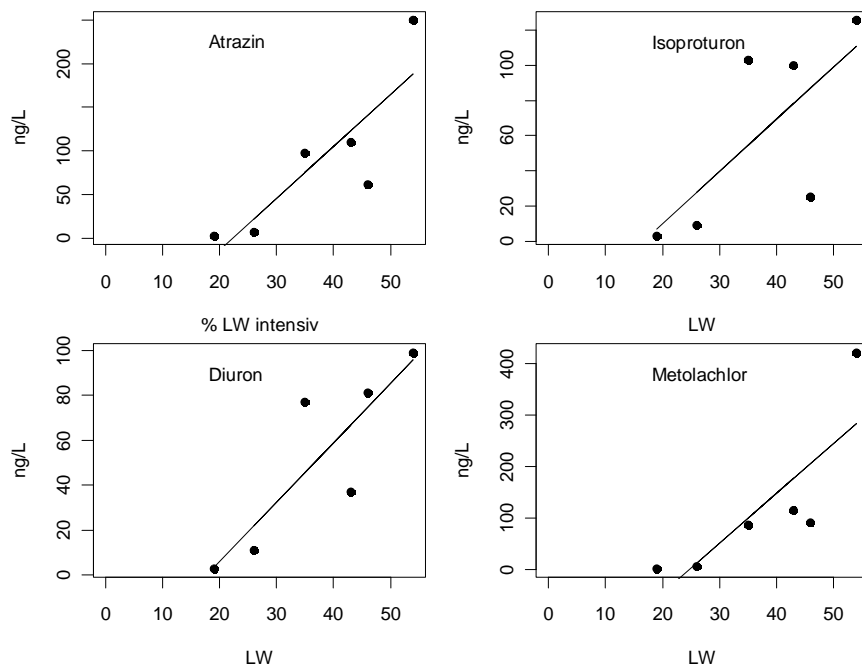 Atrazin
ng/L
0 50 100 200
0 10 20 30 40 50
% LW intensiv
Isoproturon
ng/L
0 20 60 100
0 10 20 30 40 50
LW
Diuron
ng/L
0 20 40 60 80 100
0 10 20 30 40 50
LW
Metolachlor
ng/L
0 100 200 300 400
0 10 20 30 40 50
LW